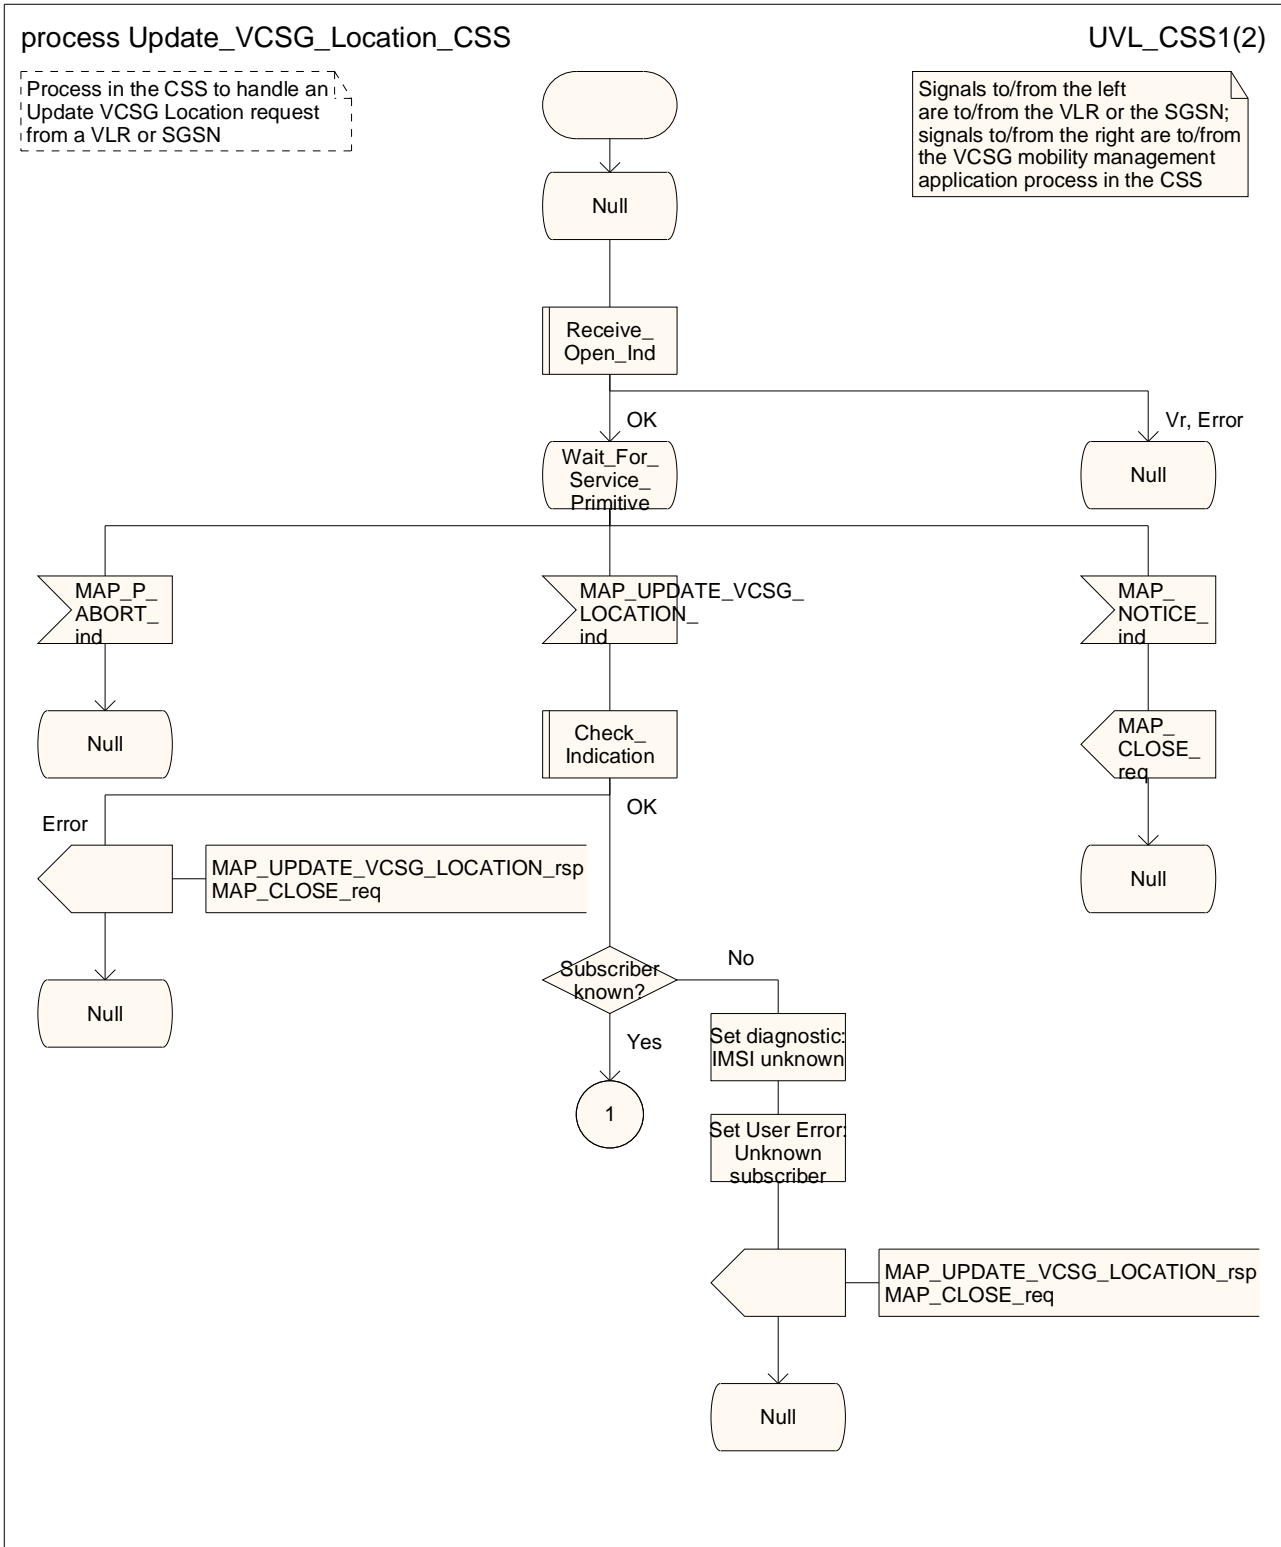 process Update_VCSG_Location_CSS
UVL_CSS1(2)
Process in the CSS to handle an
Update VCSG Location request
from a VLR or SGSN
Signals to/from the left
are to/from the VLR or the SGSN;
signals to/from the right are to/from
the VCSG mobility management
application process in the CSS
Null
Receive_
Open_Ind
OK
Vr, Error
Wait_For_
Service_
Primitive
Null
MAP_P_
ABORT_
ind
MAP_UPDATE_VCSG_
LOCATION_
ind
MAP_
NOTICE_
ind
Null
Check_
Indication
MAP_
CLOSE_
req
Error
OK
MAP_UPDATE_VCSG_LOCATION_rsp
MAP_CLOSE_req
Null
Null
Subscriber
known?
No
Yes
Set diagnostic:
IMSI unknown
1
Set User Error:
Unknown
subscriber
MAP_UPDATE_VCSG_LOCATION_rsp
MAP_CLOSE_req
Null